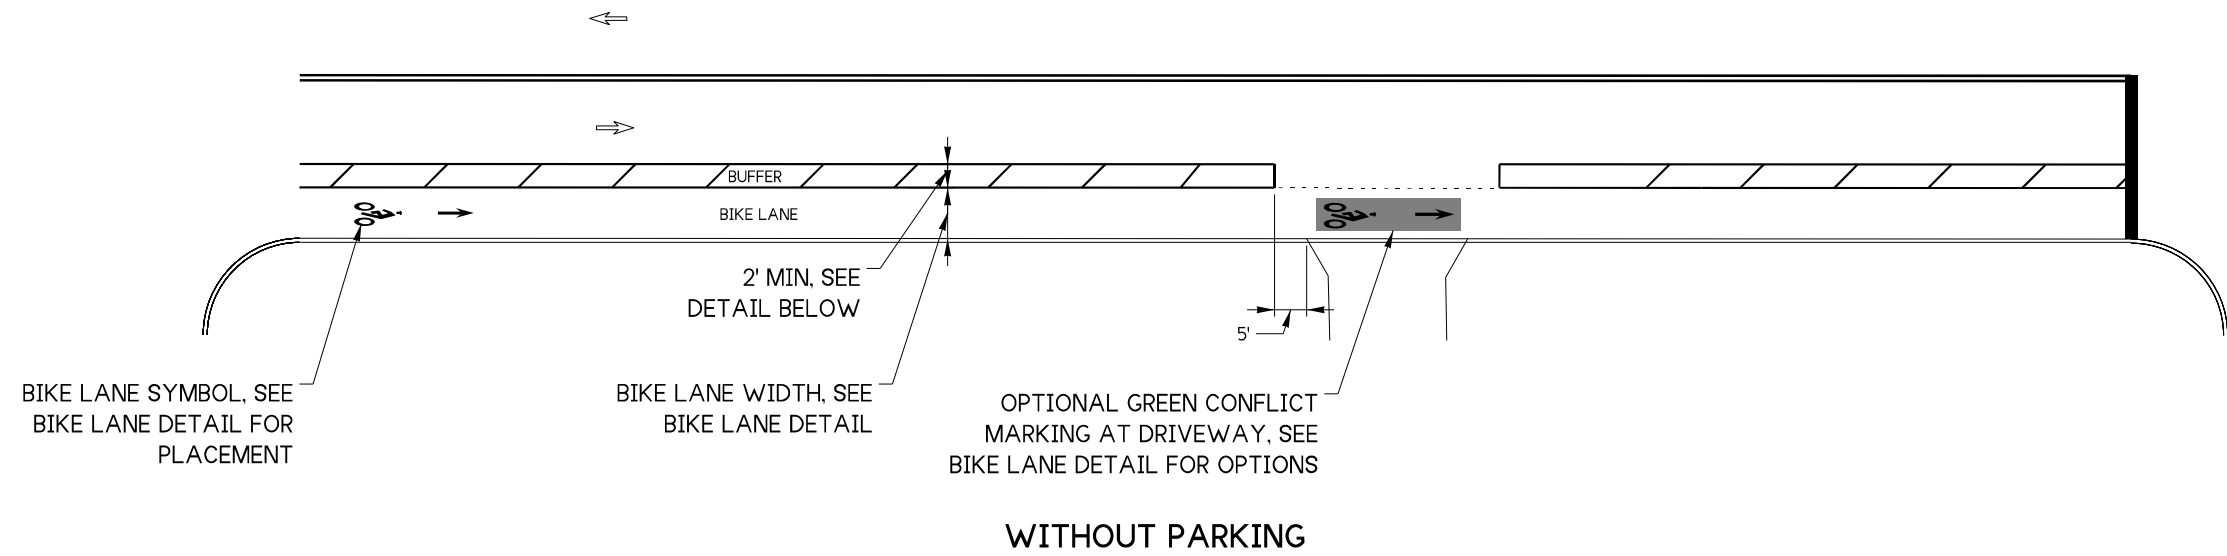 BUFFER
BIKE LANE
2' MIN, SEE
DETAIL BELOW
5'
BIKE LANE SYMBOL, SEE
BIKE LANE DETAIL FOR
PLACEMENT
BIKE LANE WIDTH, SEE
BIKE LANE DETAIL
OPTIONAL GREEN CONFLICT
MARKING AT DRIVEWAY, SEE
BIKE LANE DETAIL FOR OPTIONS
WITHOUT PARKING